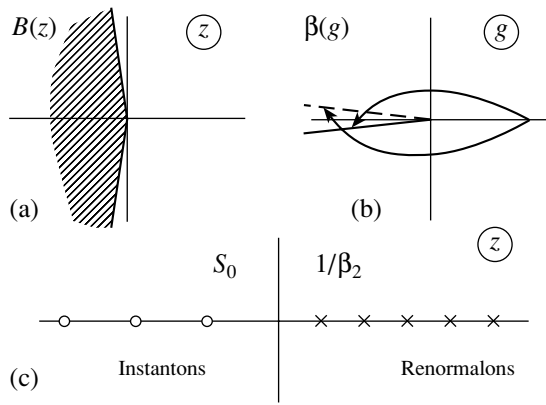 B(z) z β(g) g
(a) (b)
z
S₀ 1/β₂
Instantons Renormalons
(c)